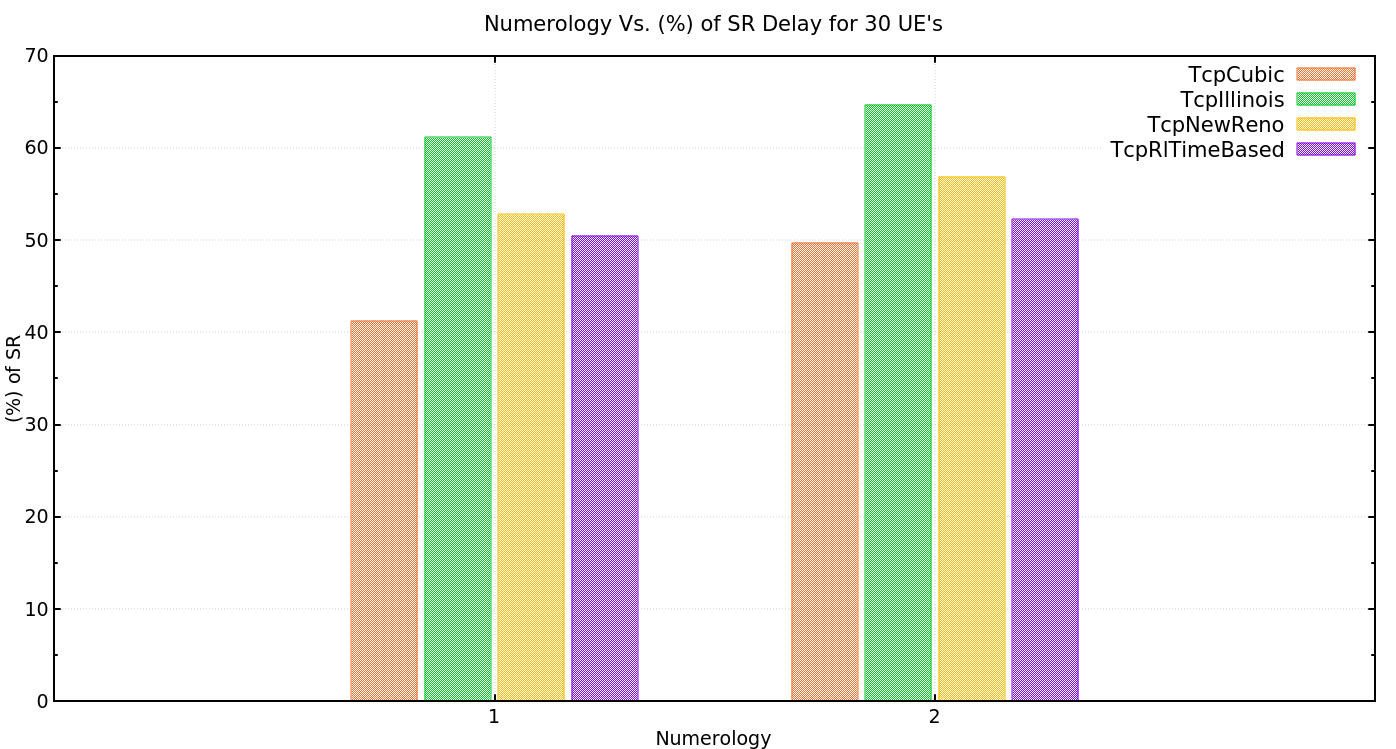 Numerology Vs. (%) of SR Delay for 30 UE's
TcpCubic
TcpIllinois
TcpNewReno
TcpRlTimeBased
70
60
50
40
30
20
10
0
(%) of SR
1
2
Numerology